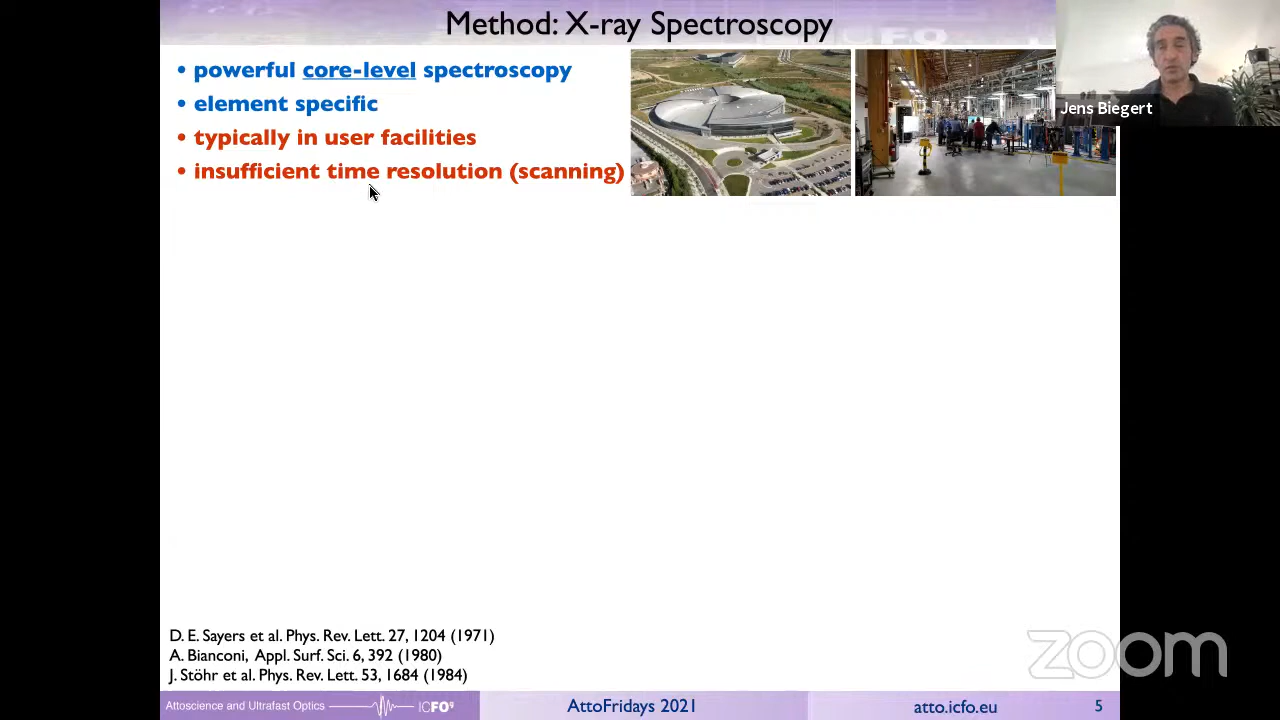 Method: X-ray Spectroscopy
• powerful core-level spectroscopy
• element specific
• typically in user facilities
• insufficient time resolution (scanning)
Jens Biegert
D. E. Sayers et al. Phys. Rev. Lett. 27, 1204 (1971)
A. Bianconi, Appl. Surf. Sci. 6, 392 (1980)
J. Stöhr et al. Phys. Rev. Lett. 53, 1684 (1984)
zoom
Attoscience and Ultrafast Optics ICFO9
AttoFridays 2021
atto.icfo.eu
5